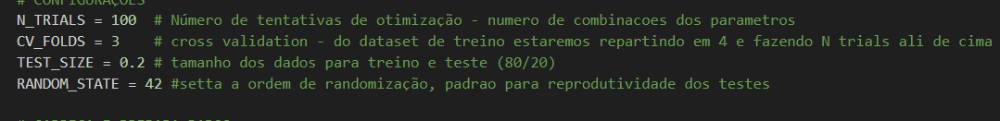 # CONFIGURAÇÕES
N_TRIALS = 100  # Número de tentativas de otimização - numero de combinacoes dos parametros
CV_FOLDS = 3    # cross validation - do dataset de treino estaremos repartindo em 4 e fazendo N trials ali de cima
TEST_SIZE = 0.2 # tamanho dos dados para treino e teste (80/20)
RANDOM_STATE = 42 #setta a ordem de randomização, padrao para reprodutividade dos testes